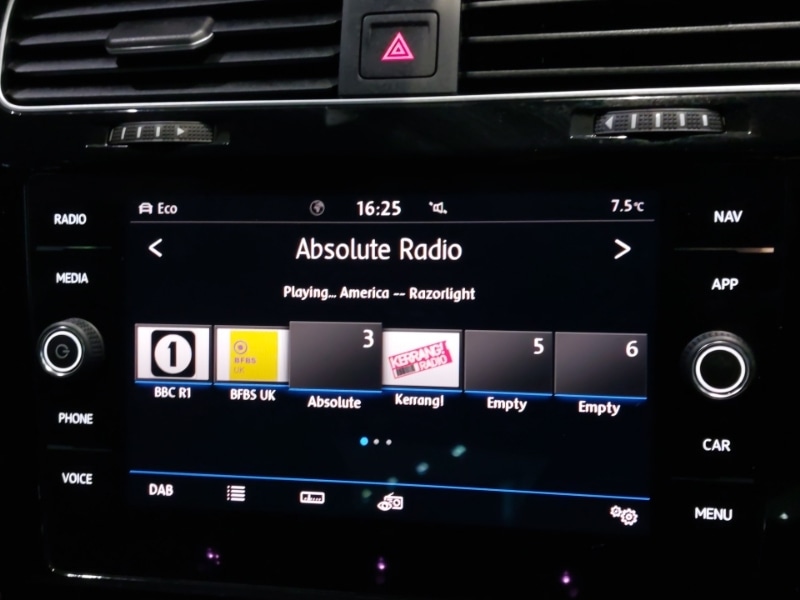 RADIO
MEDIA
PHONE
VOICE
Eco
16:25
7.5°C
Absolute Radio
Playing... America -- Razorlight
1
BFBS
UK
3
KERRANG!
RADIO
5
6
BBC R1
BFBS UK
Absolute
Kerrang!
Empty
Empty
DAB
NAV
APP
CAR
MENU